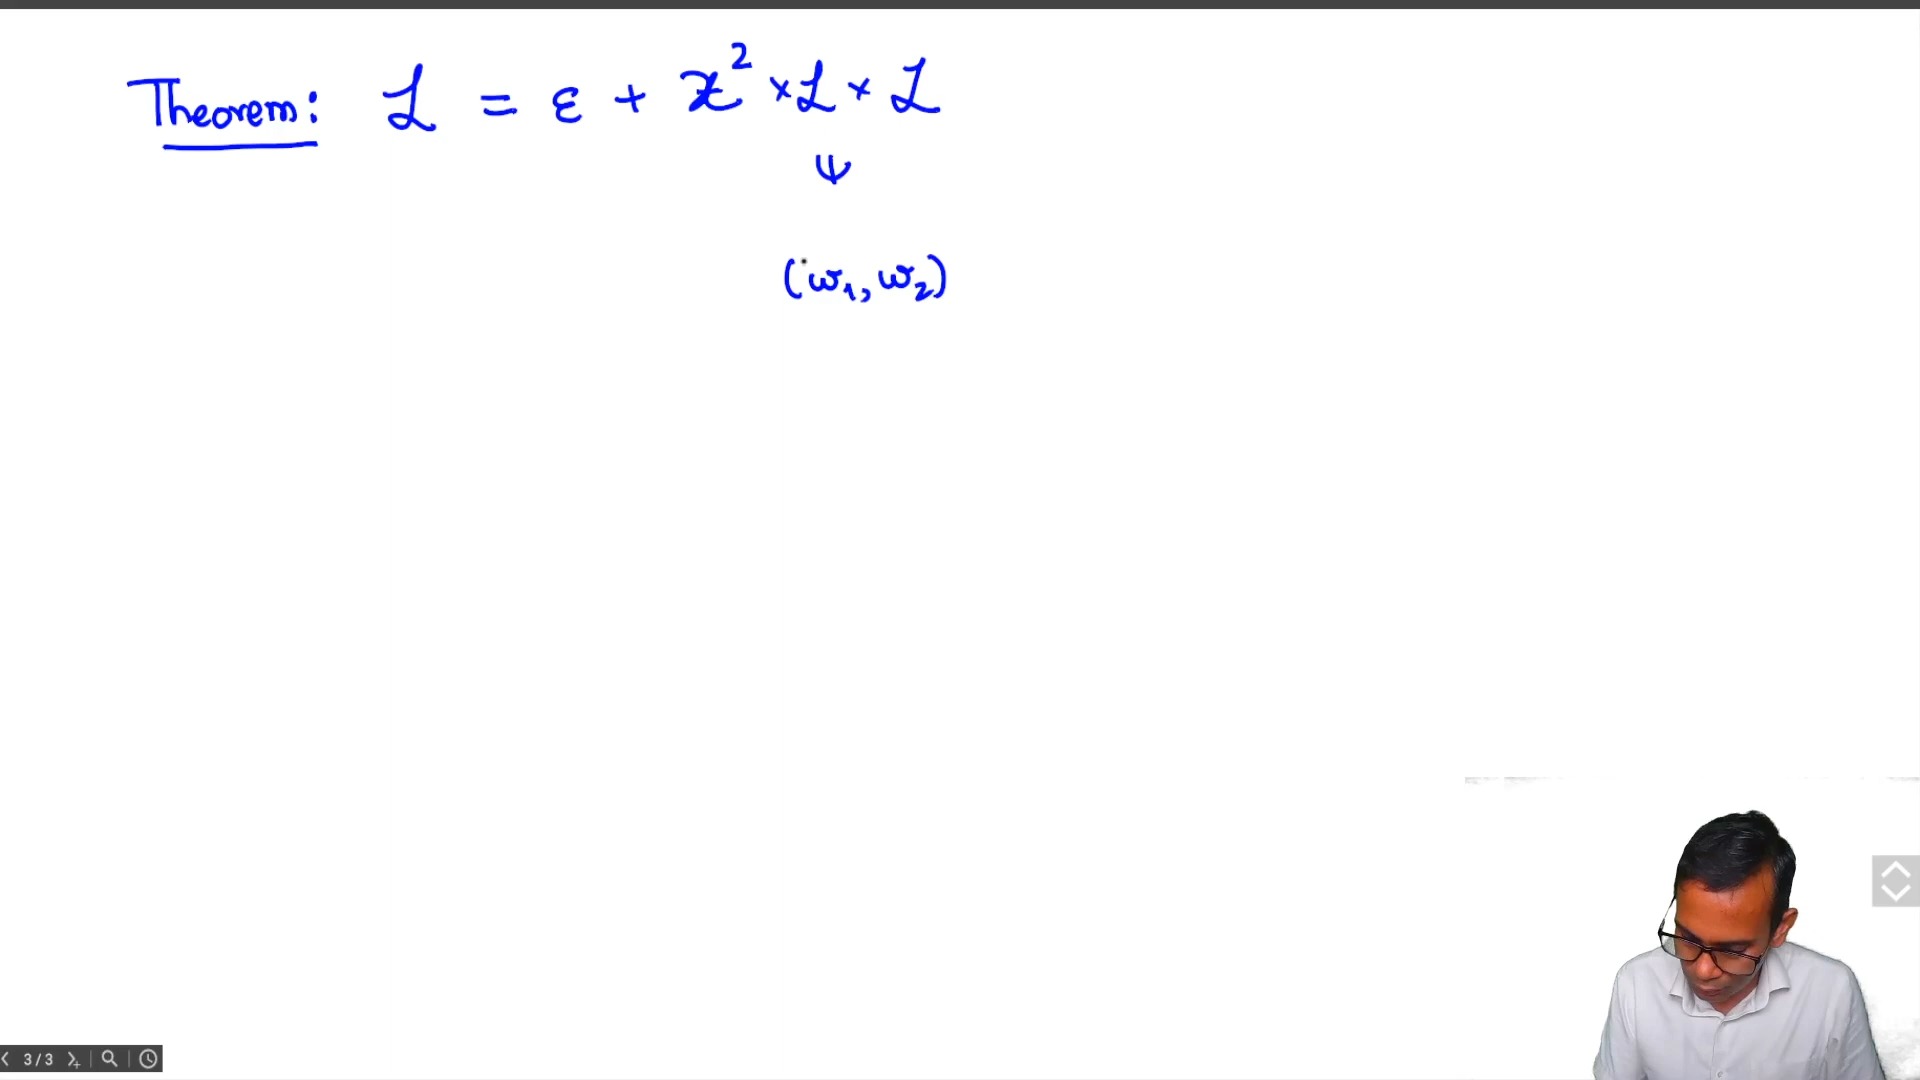 Theorem: ℒ = ε + x² × ℒ × ℒ
ψ
(w₁, w₂)
3/3